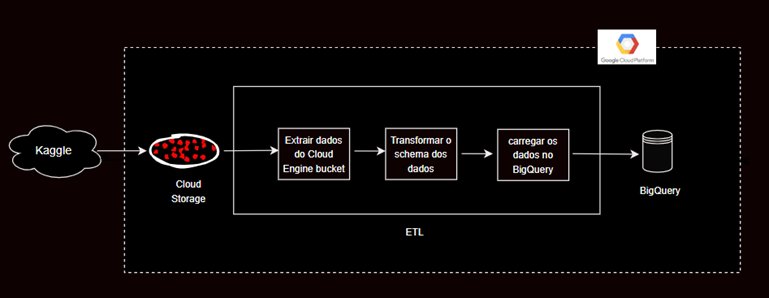 Google Cloud Platform
Kaggle
Cloud
Storage
Extrair dados
do Cloud
Engine bucket
Transformar o
schema dos
dados
carregar os
dados no
BigQuery
BigQuery
ETL